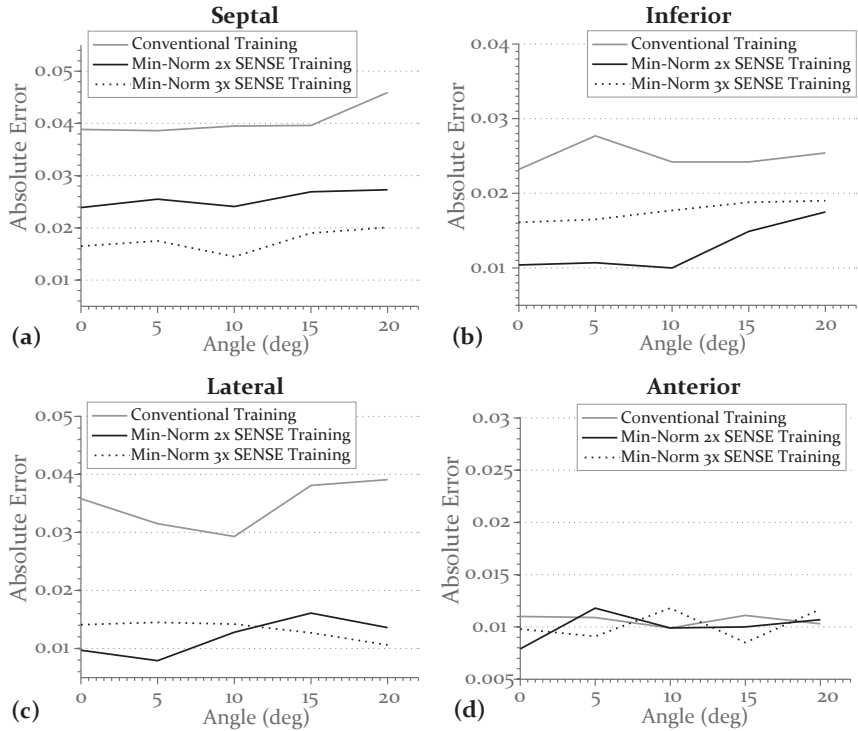 Septal
Conventional Training
Min-Norm 2x SENSE Training
Min-Norm 3x SENSE Training
0.05
0.04
0.03
0.02
0.01
Absolute Error
0 5 10 15 20
Angle (deg)
(a)
Inferior
Conventional Training
Min-Norm 2x SENSE Training
Min-Norm 3x SENSE Training
0.04
0.03
0.02
0.01
Absolute Error
0 5 10 15 20
Angle (deg)
(b)
Lateral
Conventional Training
Min-Norm 2x SENSE Training
Min-Norm 3x SENSE Training
0.05
0.04
0.03
0.02
0.01
Absolute Error
0 5 10 15 20
Angle (deg)
(c)
Anterior
Conventional Training
Min-Norm 2x SENSE Training
Min-Norm 3x SENSE Training
0.03
0.025
0.02
0.015
0.01
0.005
Absolute Error
0 5 10 15 20
Angle (deg)
(d)